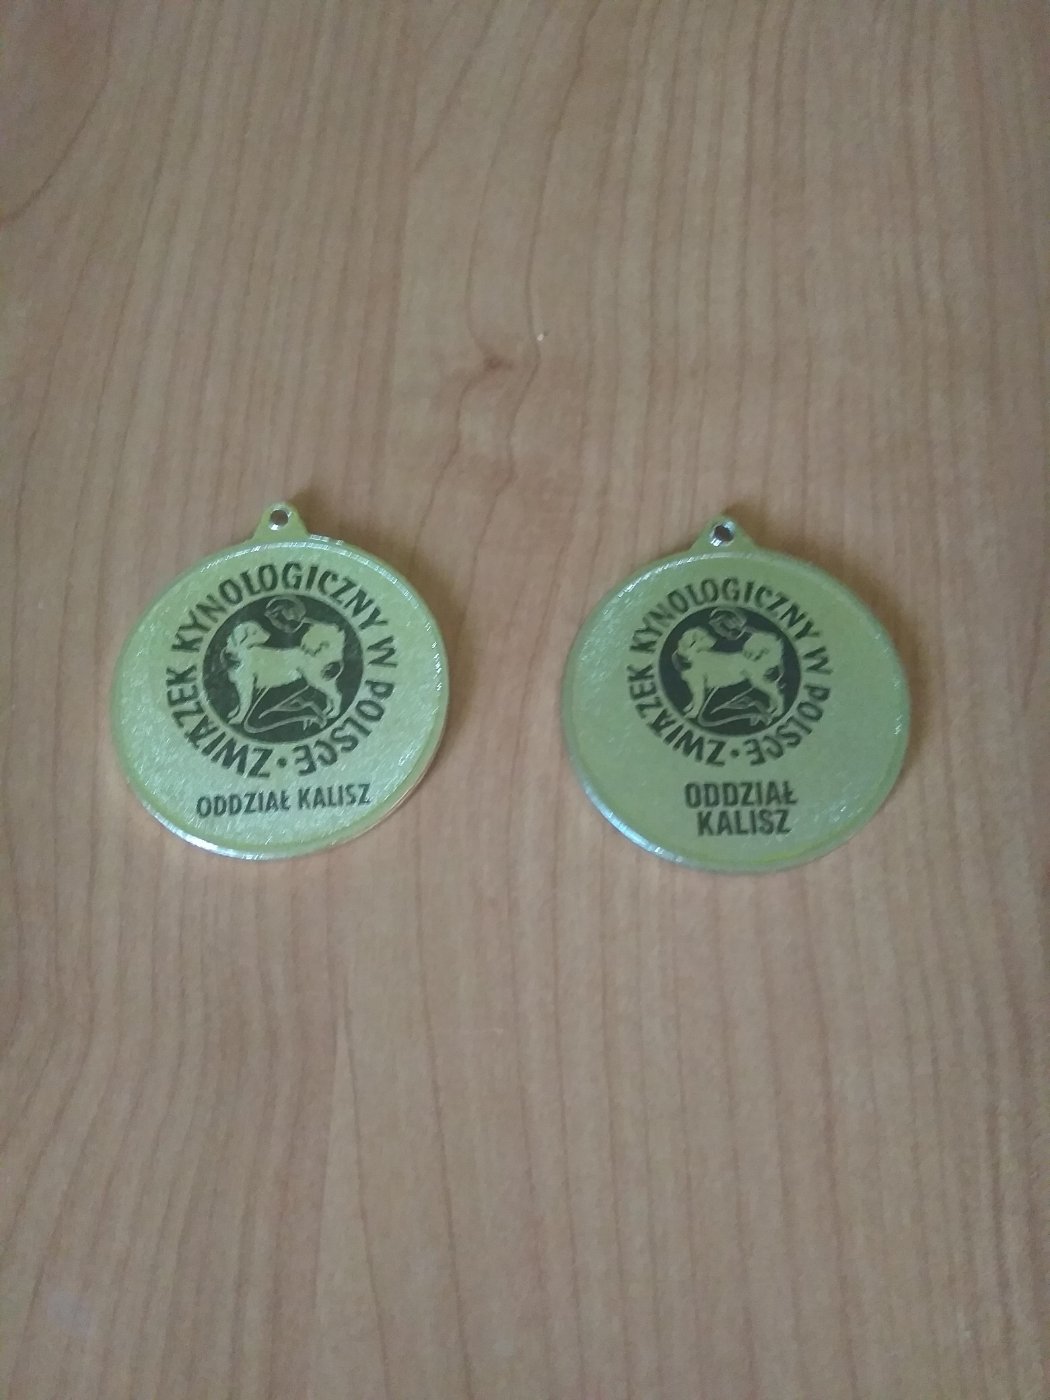 ZWIĄZEK KYNOLOGICZNY W POLSCE •
ODDZIAŁ KALISZ
ZWIĄZEK KYNOLOGICZNY W POLSCE •
ODDZIAŁ
KALISZ